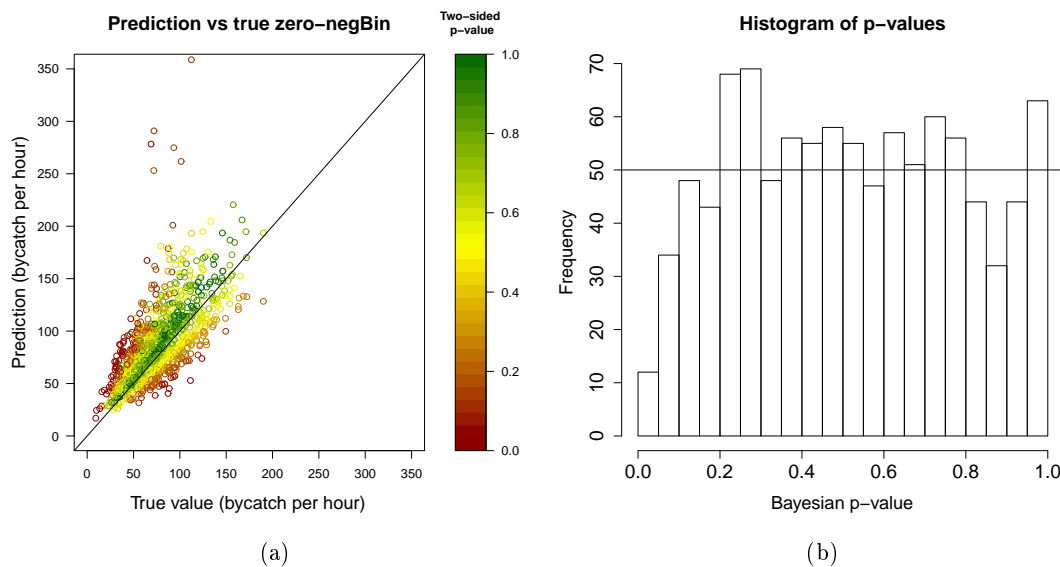 Prediction vs true zero−negBin
Two−sided
p−value
350
300
250
200
150
100
50
0
Prediction (bycatch per hour)
0 50 100 150 200 250 300 350
True value (bycatch per hour)
1.0
0.8
0.6
0.4
0.2
0.0
(a)
Histogram of p−values
70
60
50
40
30
20
10
0
Frequency
0.0 0.2 0.4 0.6 0.8 1.0
Bayesian p−value
(b)